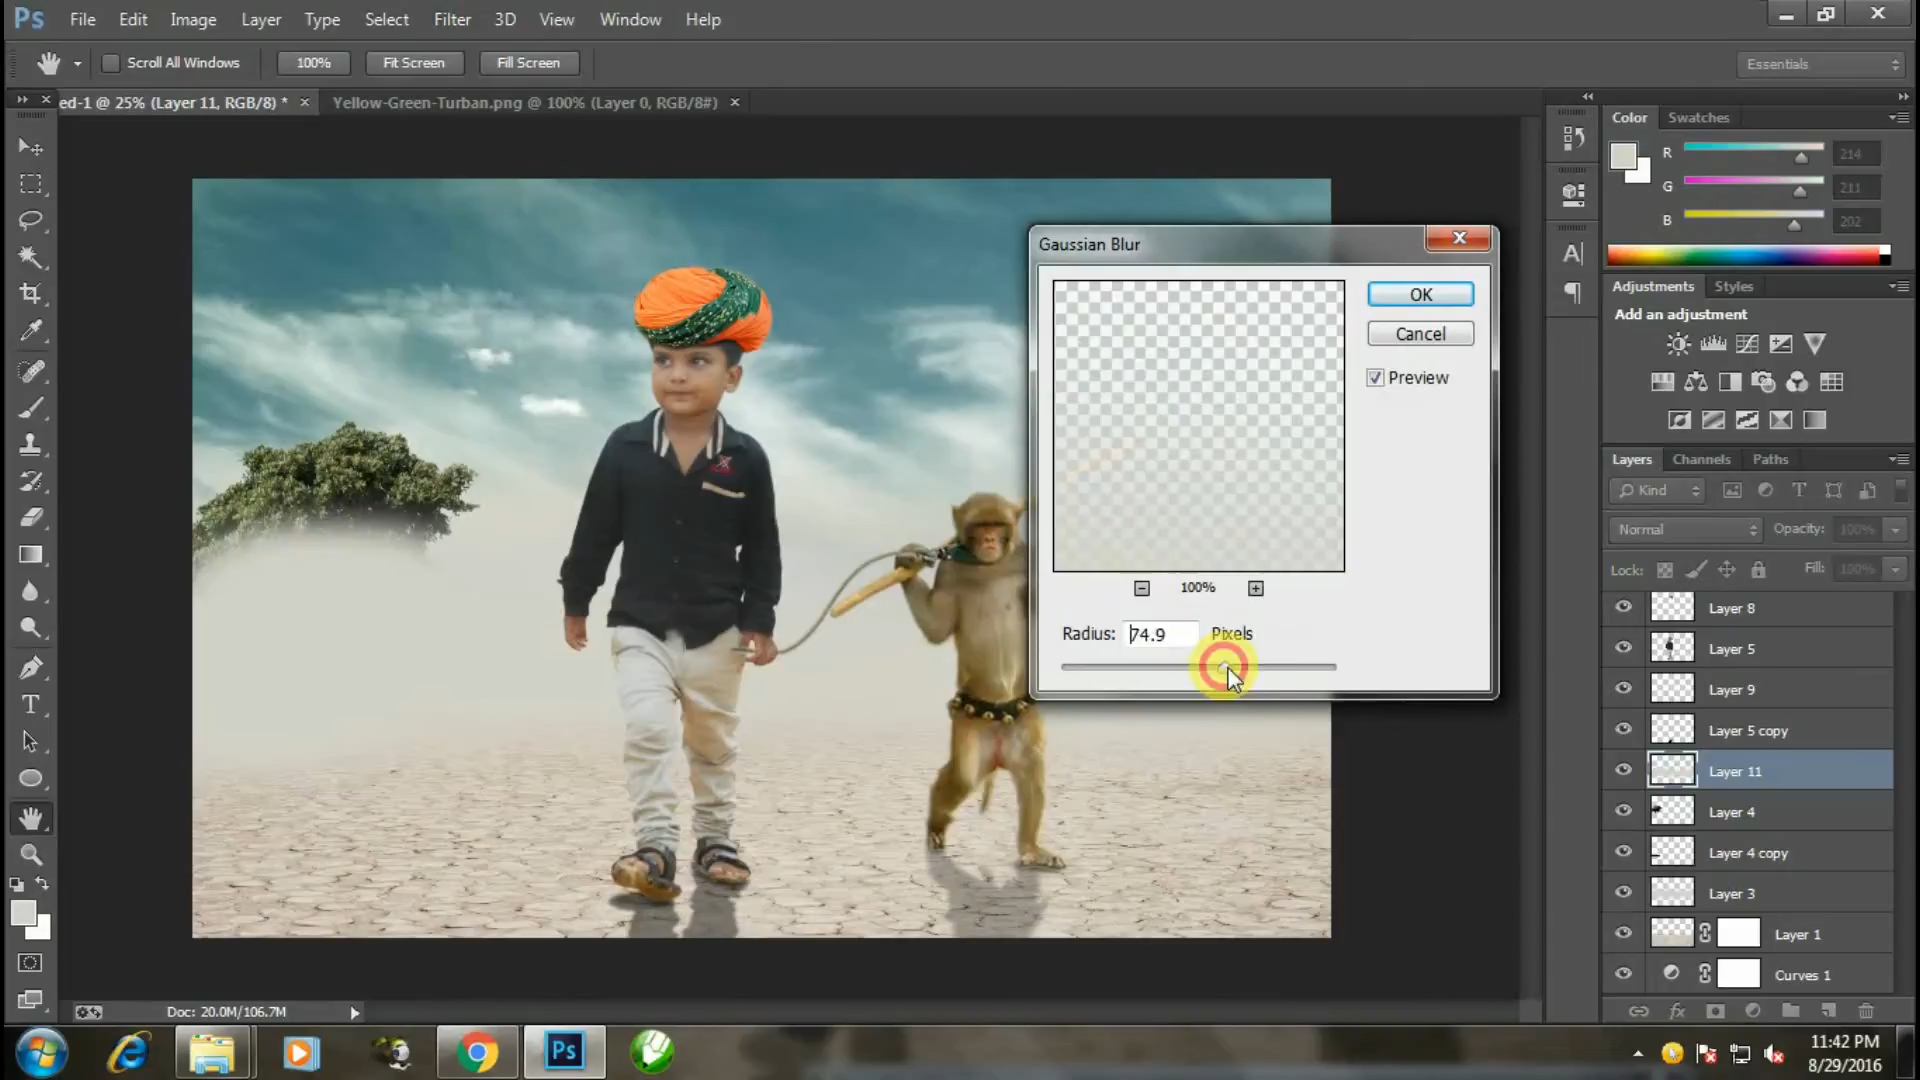 Ps File Edit Image Layer Type Select Filter 3D View Window Help
Scroll All Windows 100% Fit Screen Fill Screen Essentials
ed-1 @ 25% (Layer 11, RGB/8) * Yellow-Green-Turban.png @ 100% (Layer 0, RGB/8#)
Color Swatches
R 214
G 211
B 202
Adjustments Styles
Add an adjustment
Gaussian Blur
OK
Cancel
Preview
100%
Radius: 74.9 Pixels
Layers Channels Paths
Kind
Normal Opacity: 100%
Lock: Fill: 100%
Layer 8
Layer 5
Layer 9
Layer 5 copy
Layer 11
Layer 4
Layer 4 copy
Layer 3
Layer 1
Curves 1
fx
Doc: 20.0M/106.7M
Ps
11:42 PM
8/29/2016